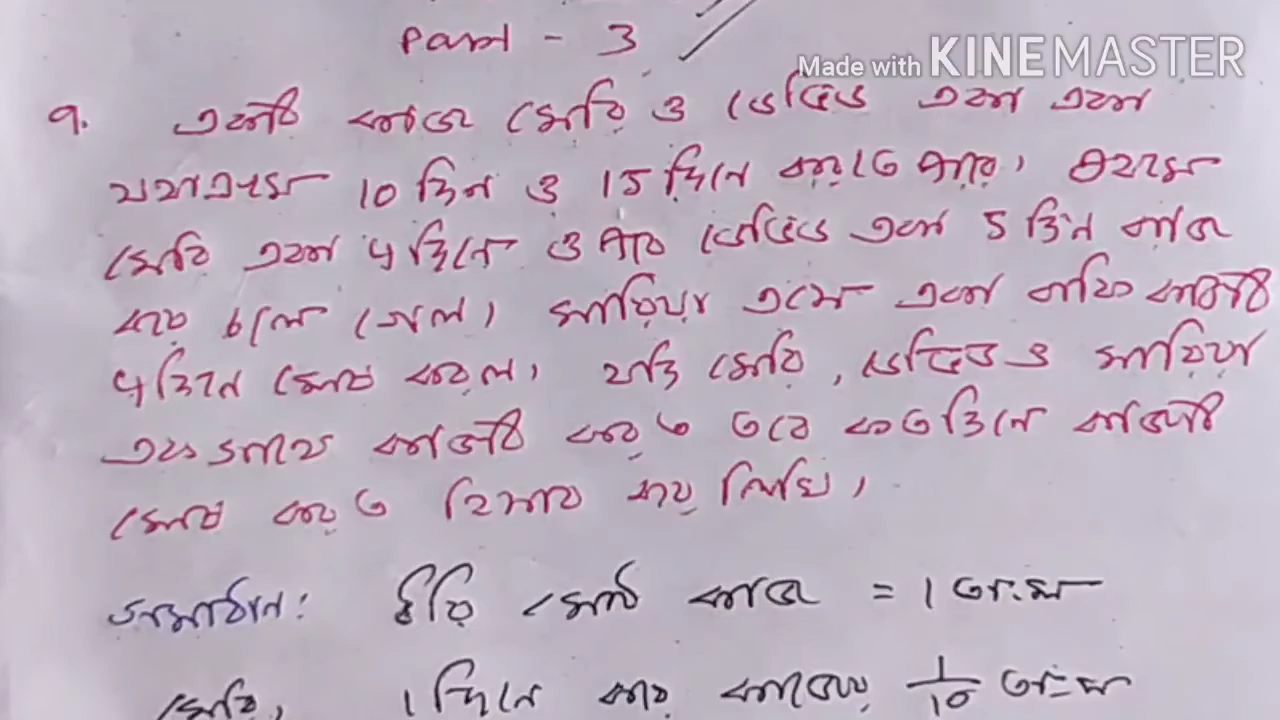 Part - 3
Made with KINEMASTER
৭. একটি কাজ মেরি ও ডেভিড একা একা
যথাক্রমে 10 দিন ও 15 দিনে করতে পারে। প্রথমে
মেরি একা 4 দিনে ও পরে ডেভিড একা 5 দিন কাজ
করে চলে গেল। সাবিয়া এসে একা বাকি কাজটি
4 দিনে শেষ করল। যদি মেরি, ডেভিড ও সাবিয়া
একসাথে কাজটি করত তবে কতদিনে কাজটি
শেষ করত হিসাব করে লিখি।
সমাধান: ধরি মোট কাজ = 1 অংশ
মেরি, 1 দিনে করে কাজের 1/10 অংশ